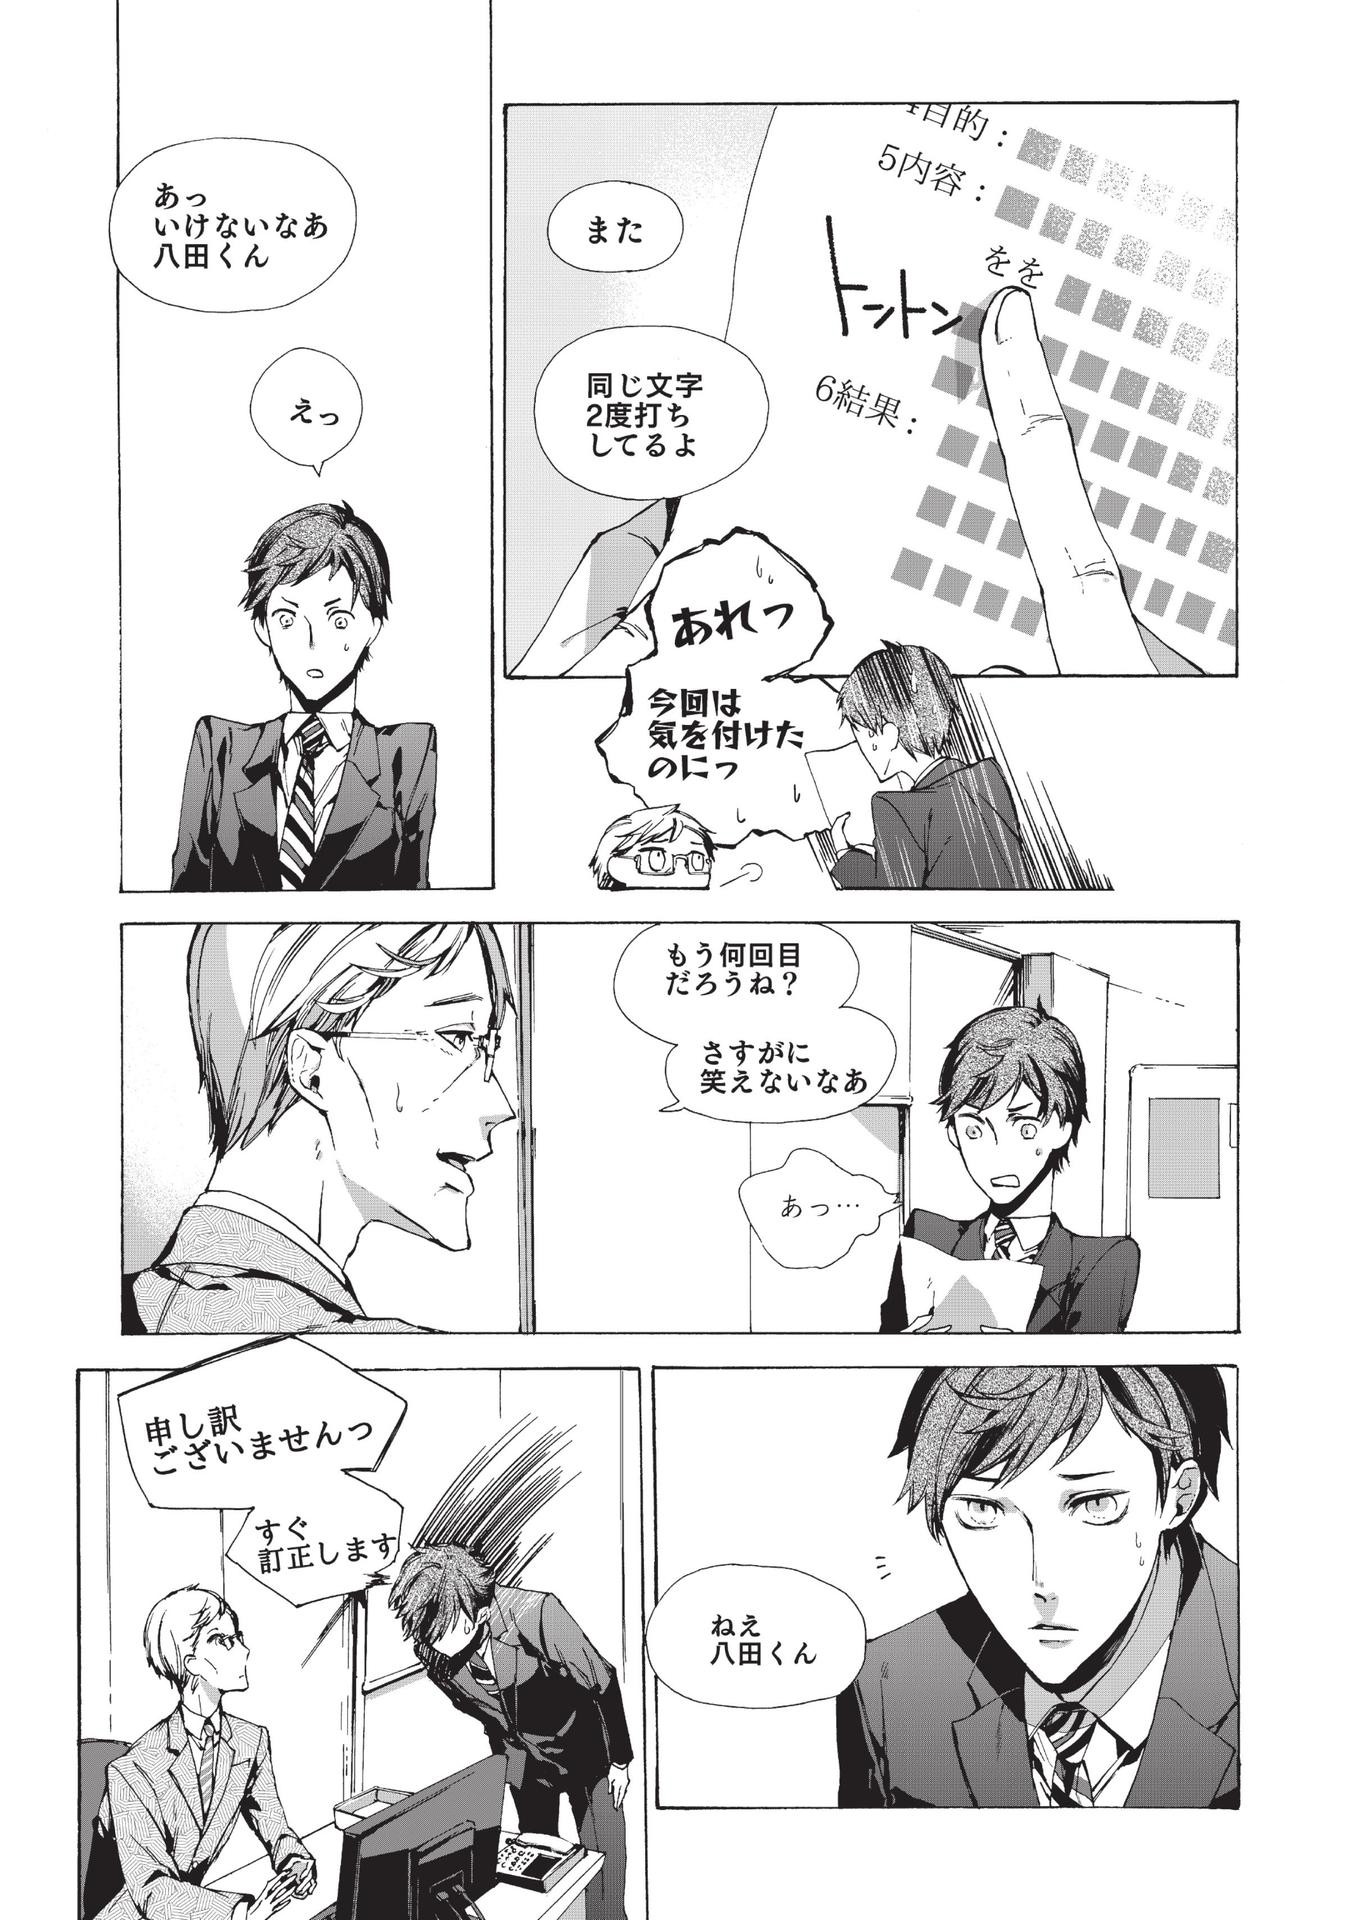 あっ
いけないなあ
八田くん
えっ
また
同じ文字
2度打ち
してるよ
4目的：
5内容：
をを
トントン
6結果：
あれっ
今回は
気を付けた
のにっ
もう何回目
だろうね？
さすがに
笑えないなあ
あっ…
申し訳
ございませんっ
すぐ
訂正します
ねえ
八田くん